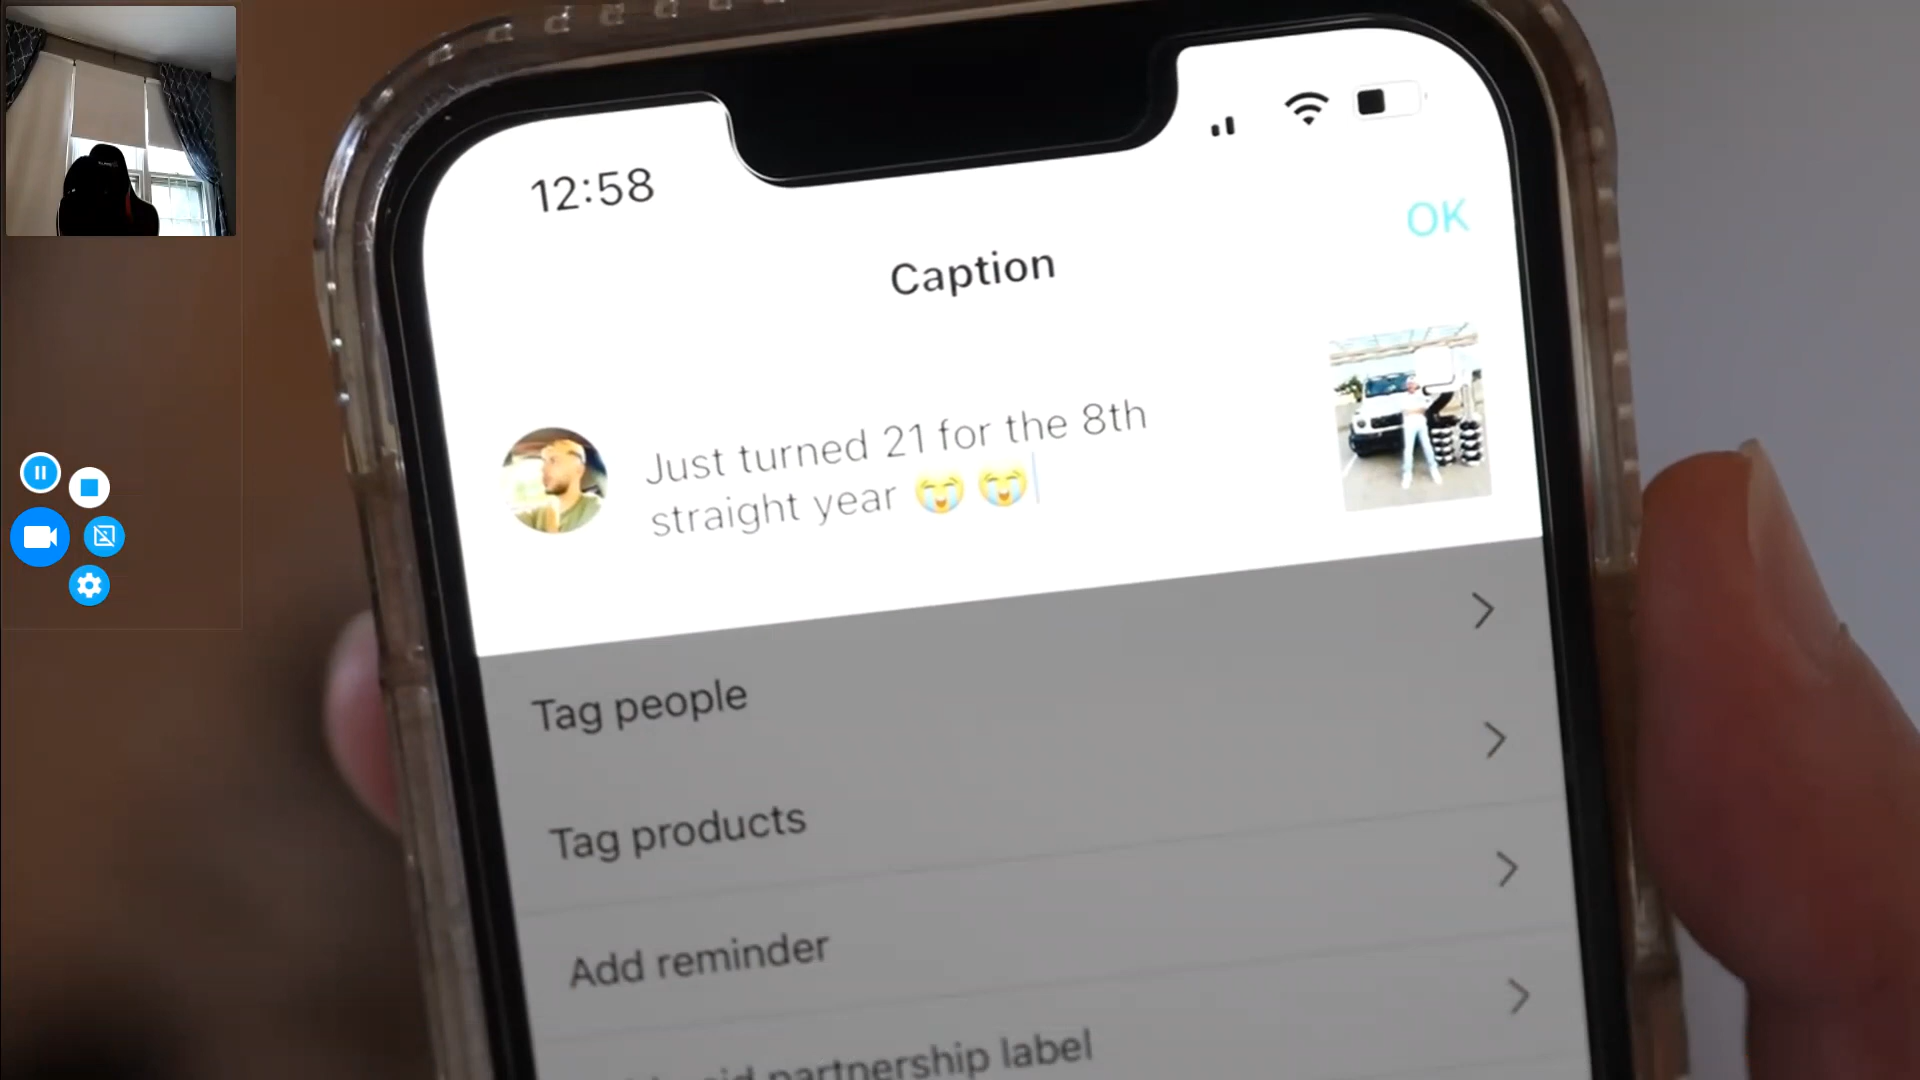 12:58
OK
Caption
Just turned 21 for the 8th
straight year 😭 😭
Tag people
Tag products
Add reminder
partnership label